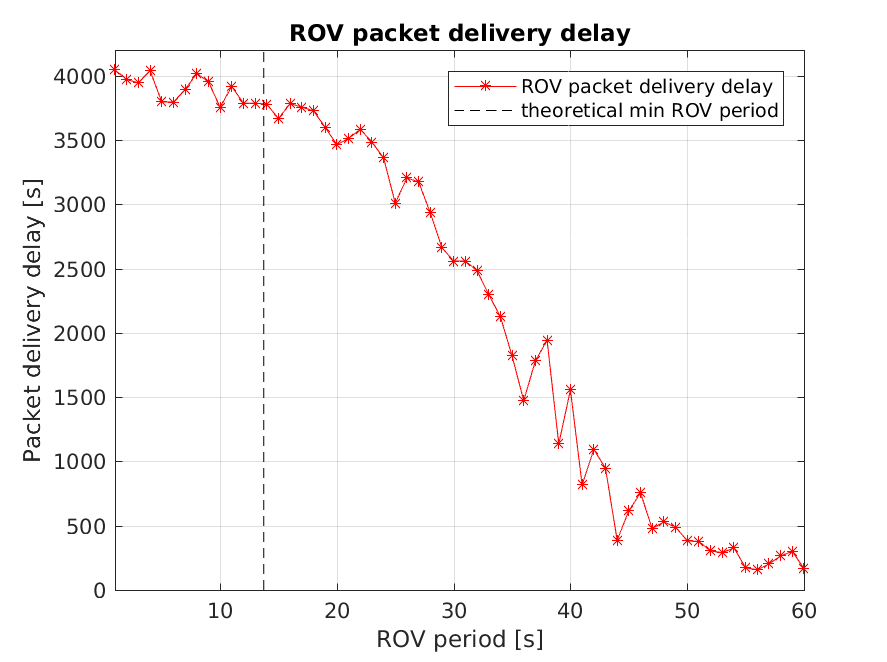 ROV packet delivery delay
ROV packet delivery delay
theoretical min ROV period
Packet delivery delay [s]
4000
3500
3000
2500
2000
1500
1000
500
0
10 20 30 40 50 60
ROV period [s]